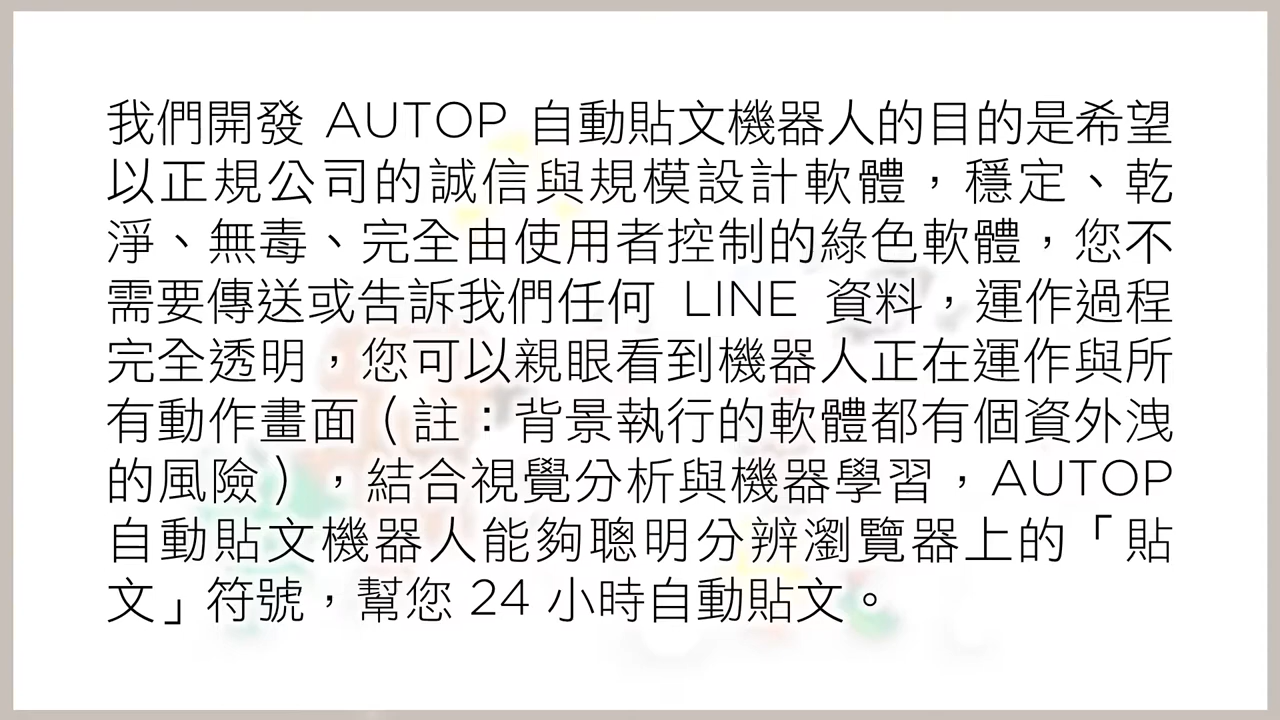 我們開發 AUTOP 自動貼文機器人的目的是希望
以正規公司的誠信與規模設計軟體，穩定、乾
淨、無毒、完全由使用者控制的綠色軟體，您不
需要傳送或告訴我們任何 LINE 資料，運作過程
完全透明，您可以親眼看到機器人正在運作與所
有動作畫面（註：背景執行的軟體都有個資外洩
的風險），結合視覺分析與機器學習，AUTOP
自動貼文機器人能夠聰明分辨瀏覽器上的「貼
文」符號，幫您 24 小時自動貼文。